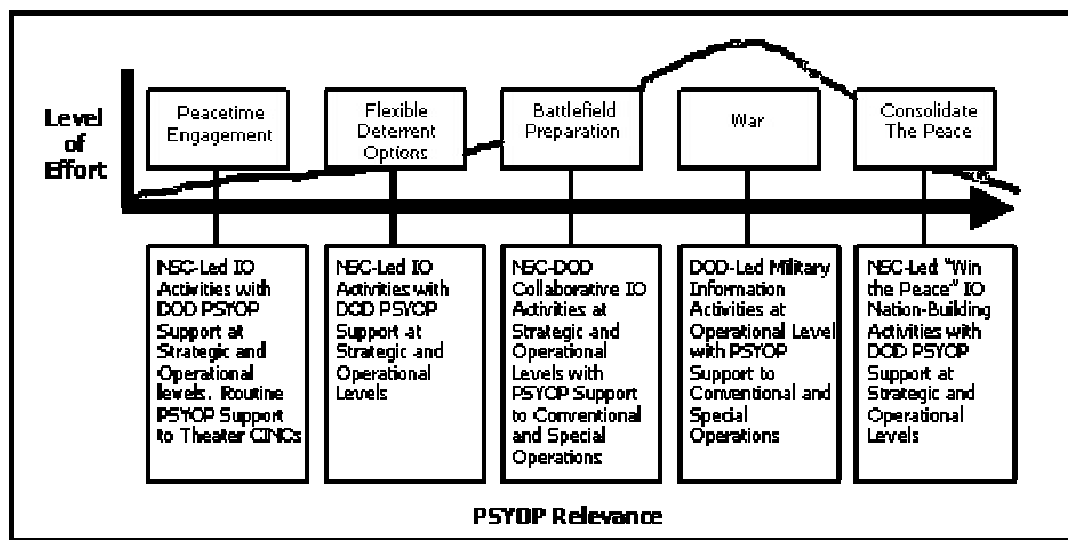 Level
of
Effort
Peacetime
Engagement
Flexible
Deterrent
Options
Battlefield
Preparation
War
Consolidate
The Peace
NSC-Led IO
Activities with
DOD PSYOP
Support at
Strategic and
Operational
levels. Routine
PSYOP Support
to Theater CINCs
NSC-Led IO
Activities with
DOD PSYOP
Support at
Strategic and
Operational
Levels
NSC-DOD
Collaborative IO
Activities at
Strategic and
Operational
Levels with
PSYOP Support
to Conventional
and Special
Operations
DOD-Led Military
Information
Activities at
Operational Level
with PSYOP
Support to
Conventional and
Special
Operations
NSC-Led "Win
the Peace" IO
Nation-Building
Activities with
DOD PSYOP
Support at
Strategic and
Operational
Levels
PSYOP Relevance